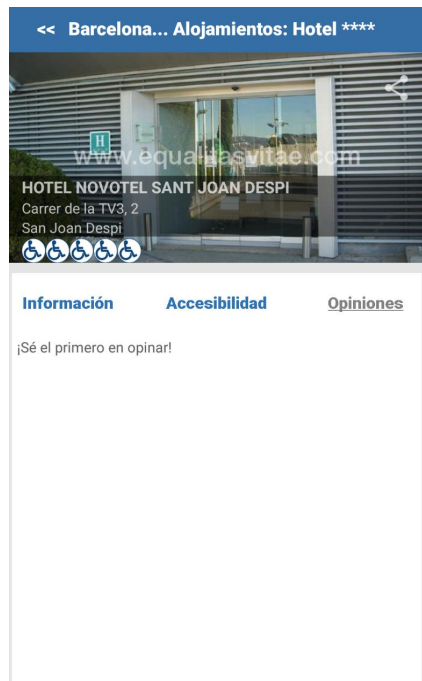 << Barcelona... Alojamientos: Hotel ****
H
www.equalitasvitae.com
HOTEL NOVOTEL SANT JOAN DESPI
Carrer de la TV3, 2
San Joan Despi
Información Accesibilidad Opiniones
¡Sé el primero en opinar!